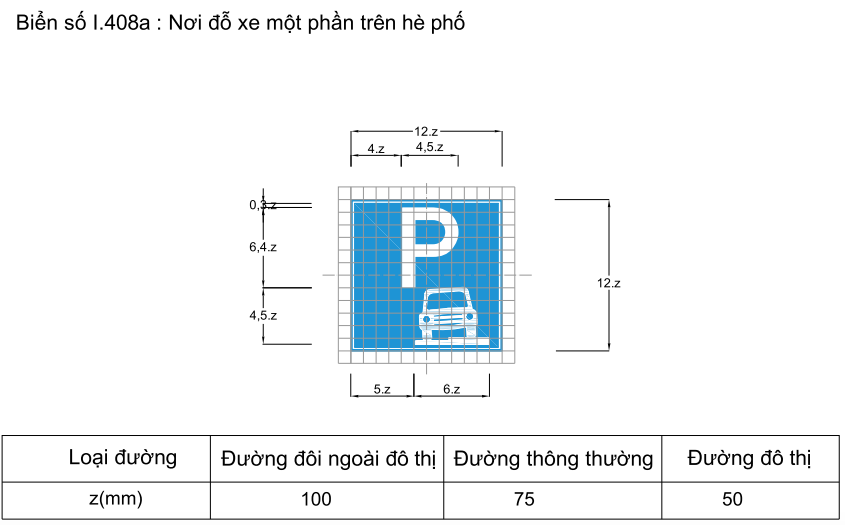 Biển số I.408a : Nơi đỗ xe một phần trên hè phố
12.z
4.z 4,5.z
0,3.z
P
6,4.z
12.z
4,5.z
5.z 6.z
Loại đường Đường đôi ngoài đô thị Đường thông thường Đường đô thị
z(mm) 100 75 50